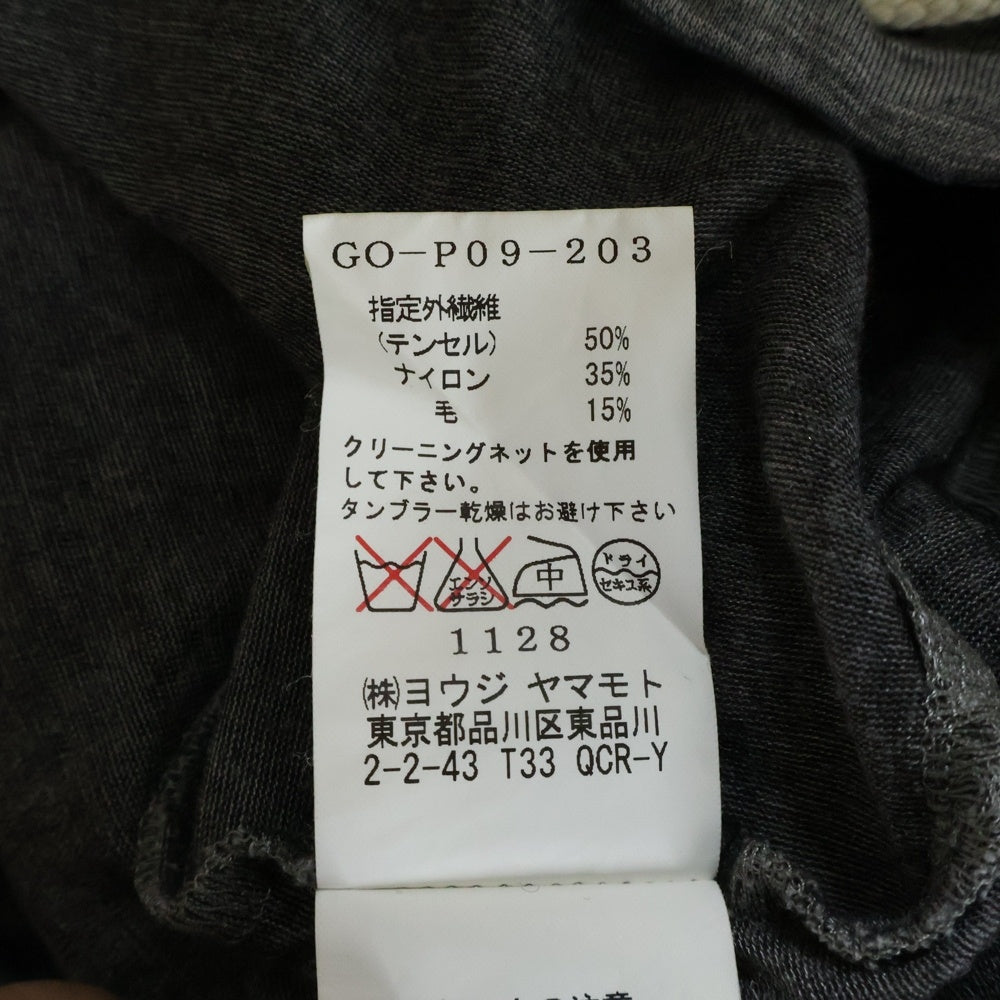 GO-P09-203
指定外繊維
(テンセル) 50%
ナイロン 35%
毛 15%
クリーニングネットを使用
して下さい。
タンブラー乾燥はお避け下さい
エンソ
サラシ
中
ドライ
セキユ系
1128
(株)ヨウジ ヤマモト
東京都品川区東品川
2-2-43 T33 QCR-Y